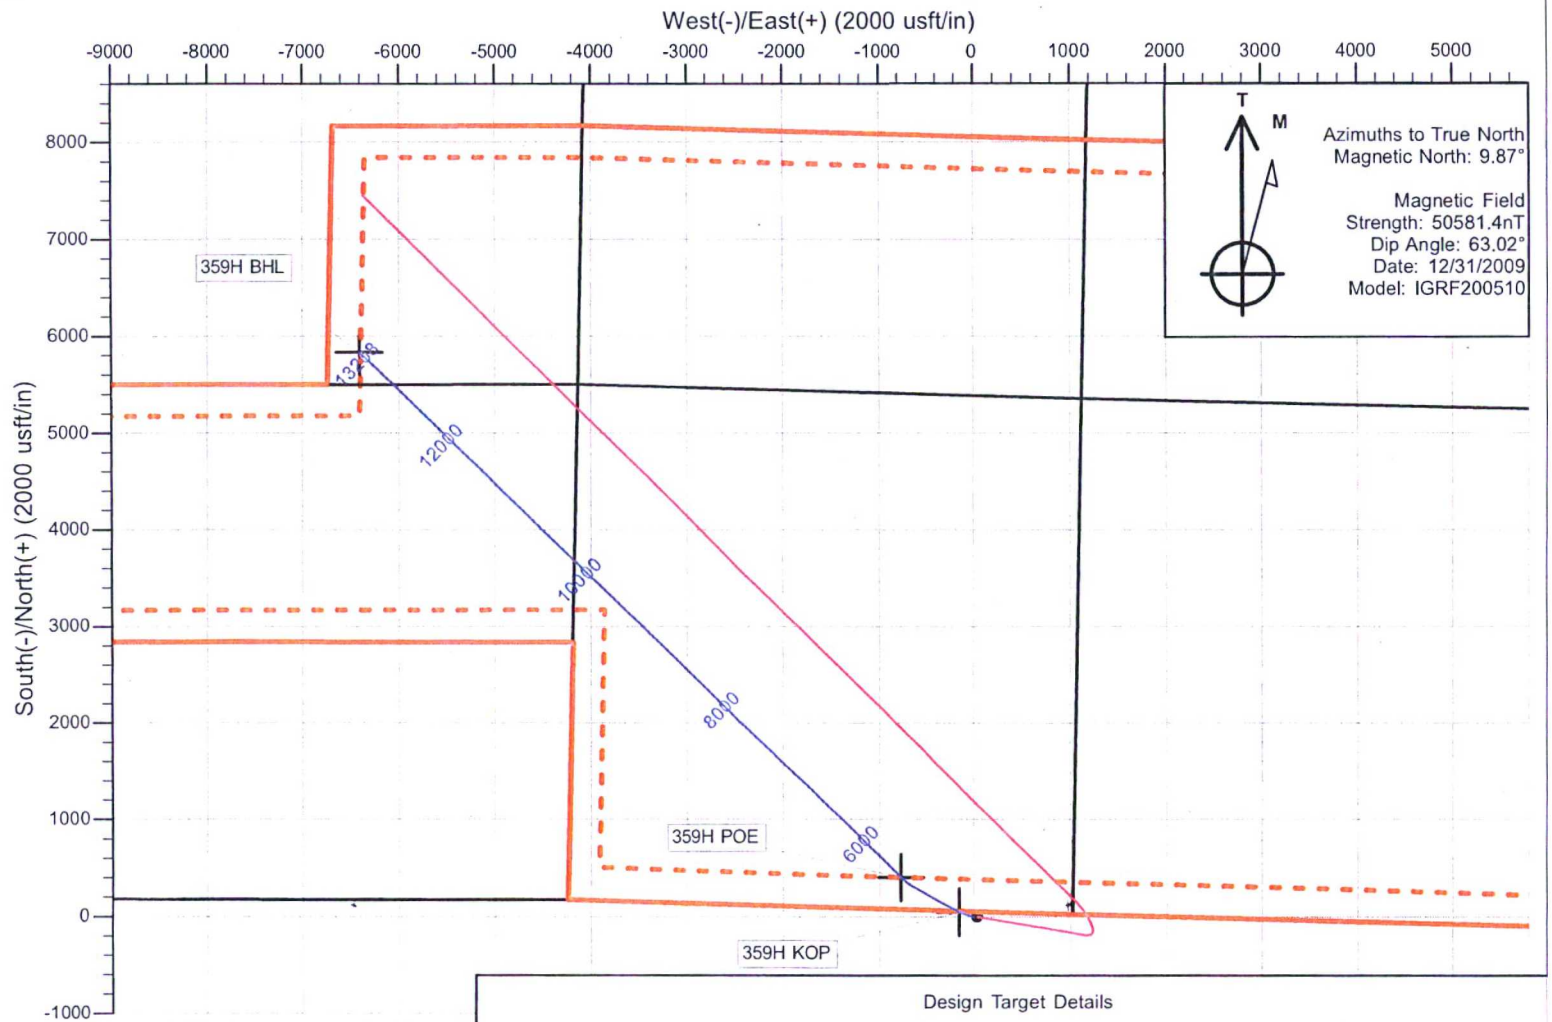 West(-)/East(+) (2000 usft/in)
-9000 -8000 -7000 -6000 -5000 -4000 -3000 -2000 -1000 0 1000 2000 3000 4000 5000
T
M
Azimuths to True North
Magnetic North: 9.87°
Magnetic Field
Strength: 50581.4nT
Dip Angle: 63.02°
Date: 12/31/2009
Model: IGRF200510
South(-)/North(+) (2000 usft/in)
8000
7000
6000
5000
4000
3000
2000
1000
0
-1000
359H BHL
12000
10000
8000
6000
359H POE
359H KOP
Design Target Details